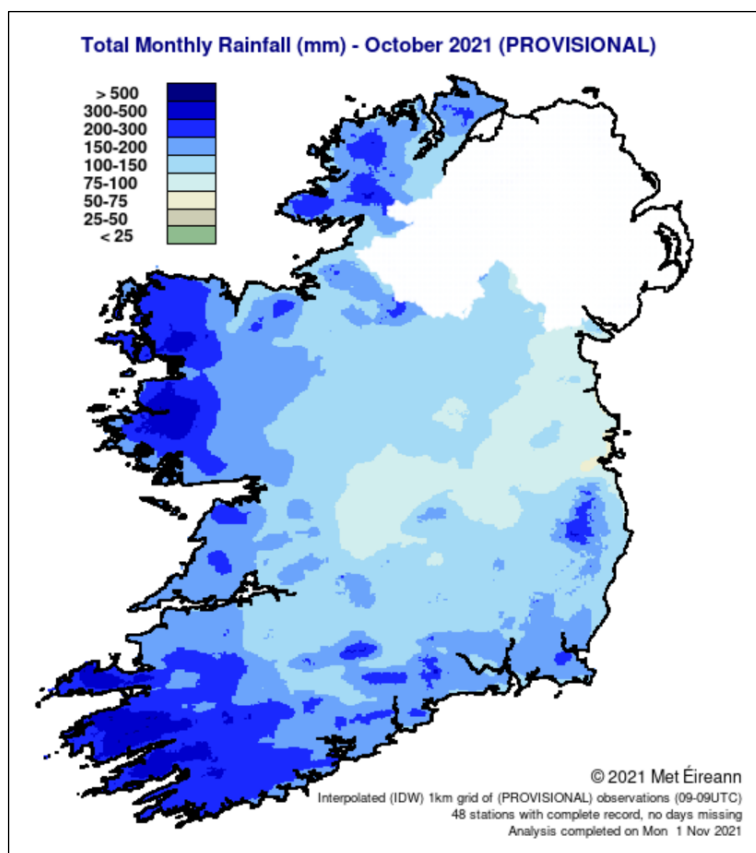 Total Monthly Rainfall (mm) - October 2021 (PROVISIONAL)
> 500
300-500
200-300
150-200
100-150
75-100
50-75
25-50
< 25
© 2021 Met Éireann
Interpolated (IDW) 1km grid of (PROVISIONAL) observations (09-09UTC)
48 stations with complete record, no days missing
Analysis completed on Mon 1 Nov 2021